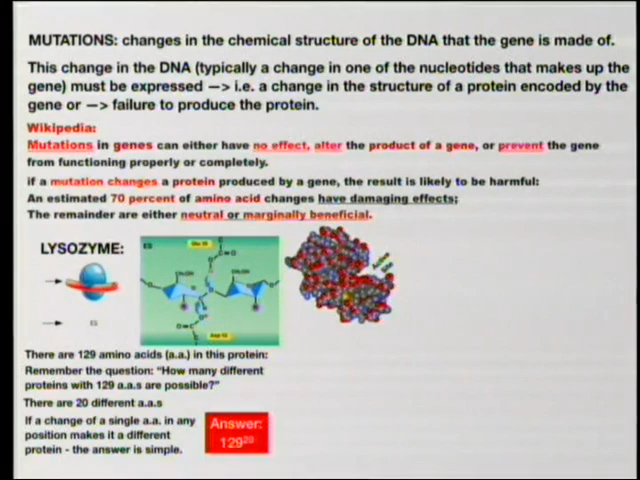 MUTATIONS: changes in the chemical structure of the DNA that the gene is made of.
This change in the DNA (typically a change in one of the nucleotides that makes up the
gene) must be expressed —> i.e. a change in the structure of a protein encoded by the
gene or —> failure to produce the protein.
Wikipedia:
Mutations in genes can either have no effect, alter the product of a gene, or prevent the gene
from functioning properly or completely.
if a mutation changes a protein produced by a gene, the result is likely to be harmful:
An estimated 70 percent of amino acid changes have damaging effects;
The remainder are either neutral or marginally beneficial.
LYSOZYME:
ES
ES
Active
Site
There are 129 amino acids (a.a.) in this protein:
Remember the question: “How many different
proteins with 129 a.a.s are possible?”
There are 20 different a.a.s
If a change of a single a.a. in any
position makes it a different
protein - the answer is simple.
Answer:
129²⁰